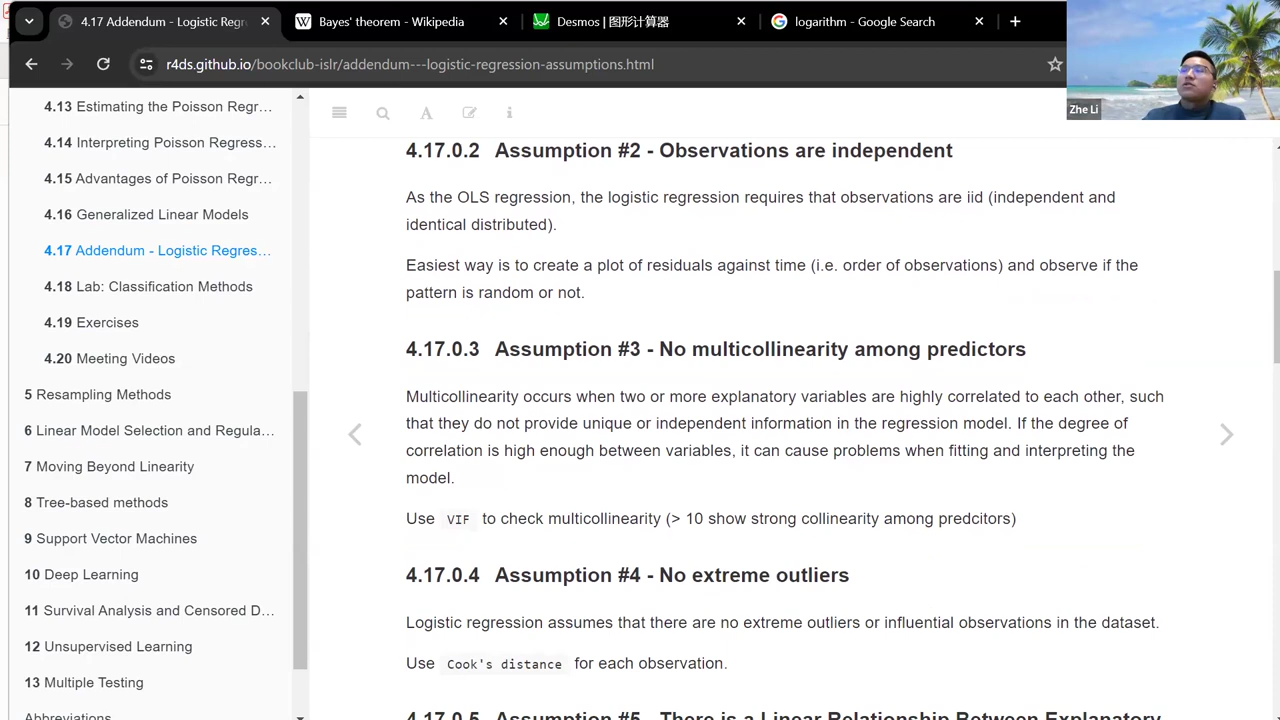 4.17 Addendum - Logistic Regr
Bayes' theorem - Wikipedia
Desmos | 图形计算器
logarithm - Google Search
r4ds.github.io/bookclub-islr/addendum---logistic-regression-assumptions.html
Zhe Li
4.13 Estimating the Poisson Regr…
4.14 Interpreting Poisson Regress…
4.15 Advantages of Poisson Regr…
4.16 Generalized Linear Models
4.17 Addendum - Logistic Regres…
4.18 Lab: Classification Methods
4.19 Exercises
4.20 Meeting Videos
5 Resampling Methods
6 Linear Model Selection and Regula…
7 Moving Beyond Linearity
8 Tree-based methods
9 Support Vector Machines
10 Deep Learning
11 Survival Analysis and Censored D…
12 Unsupervised Learning
13 Multiple Testing
Abbreviations
4.17.0.2 Assumption #2 - Observations are independent
As the OLS regression, the logistic regression requires that observations are iid (independent and
identical distributed).
Easiest way is to create a plot of residuals against time (i.e. order of observations) and observe if the
pattern is random or not.
4.17.0.3 Assumption #3 - No multicollinearity among predictors
Multicollinearity occurs when two or more explanatory variables are highly correlated to each other, such
that they do not provide unique or independent information in the regression model. If the degree of
correlation is high enough between variables, it can cause problems when fitting and interpreting the
model.
Use VIF to check multicollinearity (> 10 show strong collinearity among predcitors)
4.17.0.4 Assumption #4 - No extreme outliers
Logistic regression assumes that there are no extreme outliers or influential observations in the dataset.
Use Cook's distance for each observation.
4.17.0.5 Assumption #5 - There is a Linear Relationship Between Explanatory